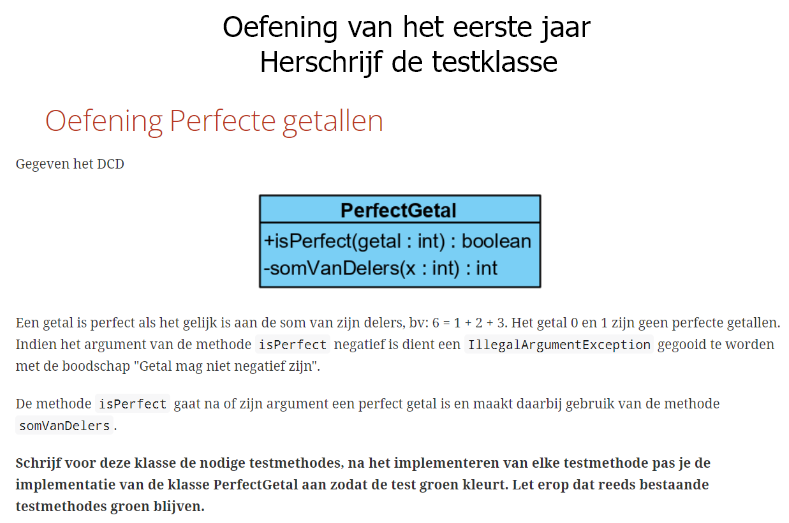 Oefening van het eerste jaar
Herschrijf de testklasse
Oefening Perfecte getallen
Gegeven het DCD
PerfectGetal
+isPerfect(getal : int) : boolean
-somVanDelers(x : int) : int
Een getal is perfect als het gelijk is aan de som van zijn delers, bv: 6 = 1 + 2 + 3. Het getal 0 en 1 zijn geen perfecte getallen.
Indien het argument van de methode isPerfect negatief is dient een IllegalArgumentException gegooid te worden
met de boodschap "Getal mag niet negatief zijn".
De methode isPerfect gaat na of zijn argument een perfect getal is en maakt daarbij gebruik van de methode
somVanDelers.
Schrijf voor deze klasse de nodige testmethodes, na het implementeren van elke testmethode pas je de
implementatie van de klasse PerfectGetal aan zodat de test groen kleurt. Let erop dat reeds bestaande
testmethodes groen blijven.